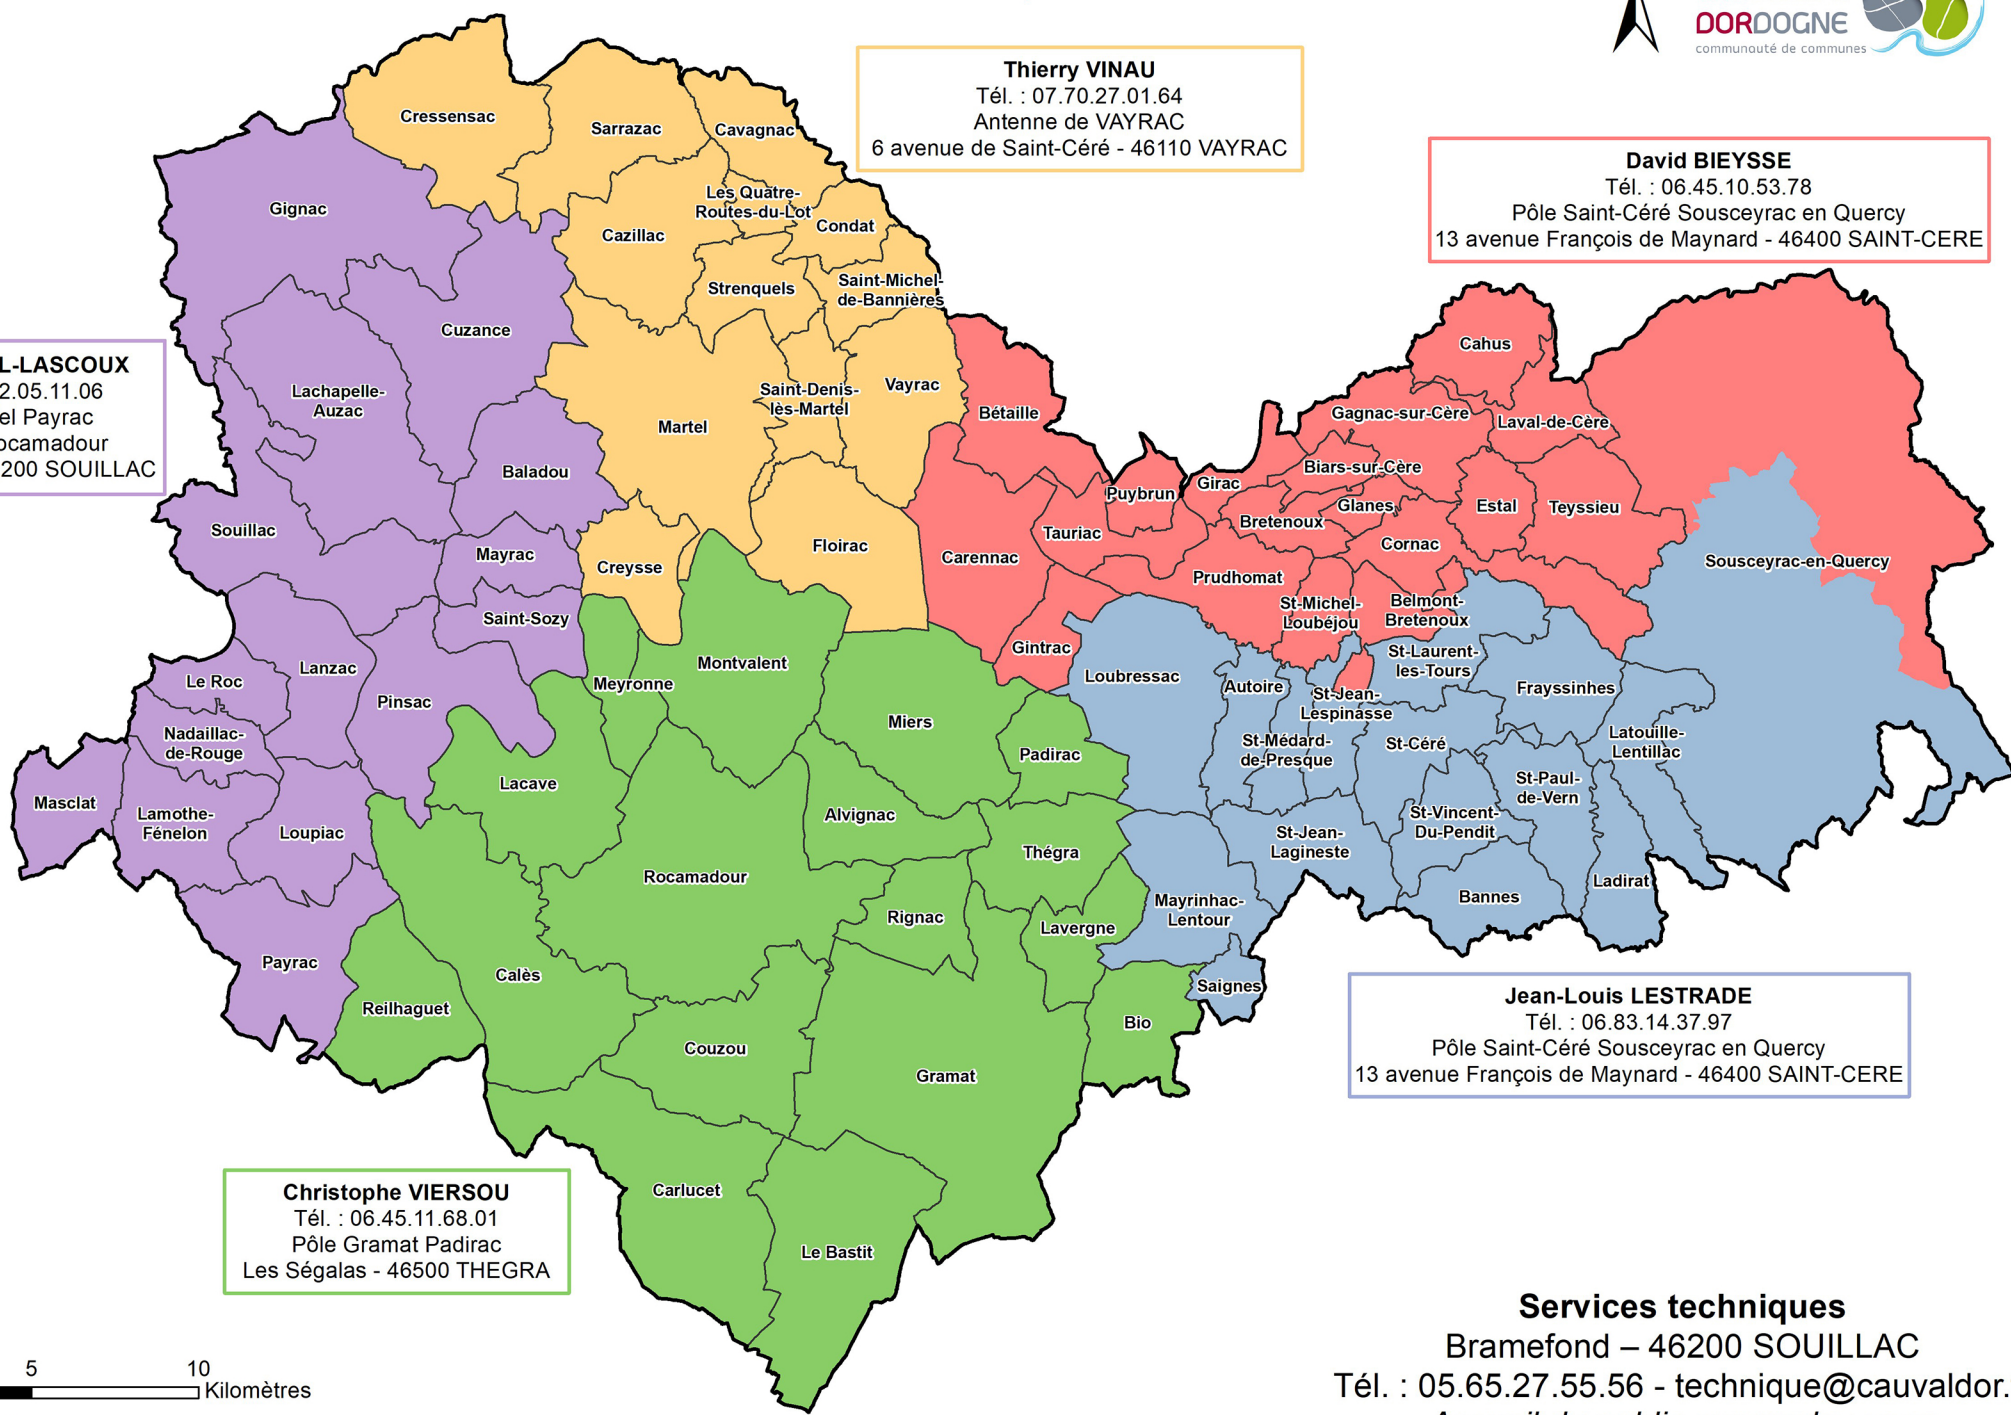 DORDOGNE
communauté de communes
Thierry VINAU
Tél. : 07.70.27.01.64
Antenne de VAYRAC
6 avenue de Saint-Céré - 46110 VAYRAC
David BIEYSSE
Tél. : 06.45.10.53.78
Pôle Saint-Céré Sousceyrac en Quercy
13 avenue François de Maynard - 46400 SAINT-CERE
L-LASCOUX
2.05.11.06
el Payrac
ocamadour
200 SOUILLAC
Cressensac
Sarrazac
Cavagnac
Gignac
Les Quatre-
Routes-du-Lot
Condat
Cazillac
Strenquels
Saint-Michel-
de-Bannières
Cuzance
Lachapelle-
Auzac
Saint-Denis-
lès-Martel
Vayrac
Martel
Baladou
Souillac
Mayrac
Creysse
Floirac
Saint-Sozy
Lanzac
Le Roc
Pinsac
Nadaillac-
de-Rouge
Masclat
Lamothe-
Fénelon
Loupiac
Payrac
Bétaille
Carennac
Tauriac
Puybrun
Girac
Cahus
Gagnac-sur-Cère
Laval-de-Cère
Biars-sur-Cère
Glanes
Bretenoux
Estal
Teyssieu
Cornac
Prudhomat
St-Michel-
Loubéjou
Belmont-
Bretenoux
Gintrac
Sousceyrac-en-Quercy
Loubressac
Autoire
St-Laurent-
les-Tours
St-Jean-
Lespinasse
Frayssinhes
St-Médard-
de-Presque
St-Céré
Latouille-
Lentillac
St-Paul-
de-Vern
St-Vincent-
Du-Pendit
St-Jean-
Lagineste
Bannes
Ladirat
Mayrinhac-
Lentour
Saignes
Montvalent
Meyronne
Miers
Padirac
Lacave
Alvignac
Thégra
Rocamadour
Rignac
Lavergne
Calès
Reilhaguet
Couzou
Gramat
Bio
Carlucet
Le Bastit
Jean-Louis LESTRADE
Tél. : 06.83.14.37.97
Pôle Saint-Céré Sousceyrac en Quercy
13 avenue François de Maynard - 46400 SAINT-CERE
Christophe VIERSOU
Tél. : 06.45.11.68.01
Pôle Gramat Padirac
Les Ségalas - 46500 THEGRA
5 10
Kilomètres
Services techniques
Bramefond – 46200 SOUILLAC
Tél. : 05.65.27.55.56 - technique@cauvaldor.